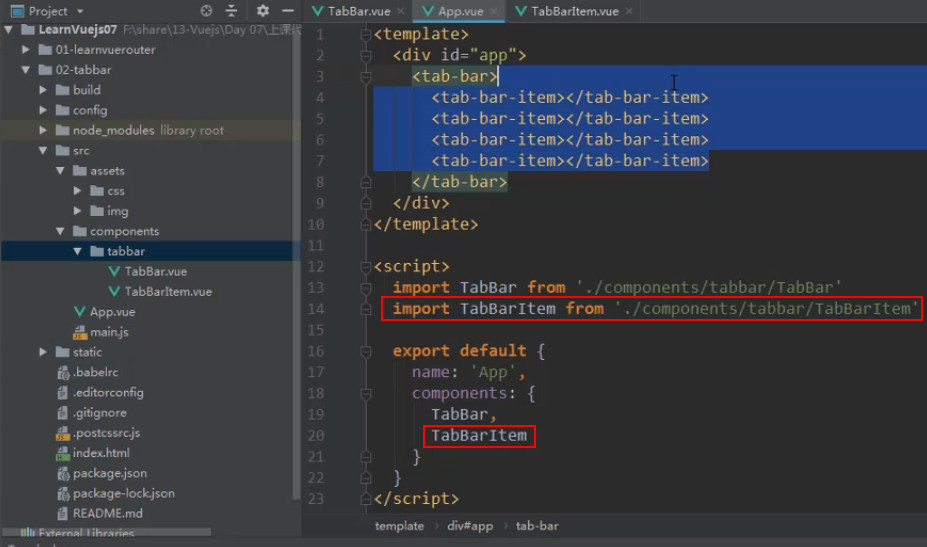 Project
LearnVuejs07 F:\share\13-Vuejs\Day 07\上课代
01-learnvuerouter
02-tabbar
build
config
node_modules library root
src
assets
css
img
components
tabbar
TabBar.vue
TabBarItem.vue
App.vue
main.js
static
.babelrc
.editorconfig
.gitignore
.postcssrc.js
index.html
package.json
package-lock.json
README.md
External Libraries
TabBar.vue
App.vue
TabBarItem.vue
1 <template>
2 <div id="app">
3 <tab-bar>
4 <tab-bar-item></tab-bar-item>
5 <tab-bar-item></tab-bar-item>
6 <tab-bar-item></tab-bar-item>
7 <tab-bar-item></tab-bar-item>
8 </tab-bar>
9 </div>
10 </template>
11
12 <script>
13 import TabBar from './components/tabbar/TabBar'
14 import TabBarItem from './components/tabbar/TabBarItem'
15
16 export default {
17 name: 'App',
18 components: {
19 TabBar,
20 TabBarItem
21 }
22 }
23 </script>
template div#app tab-bar